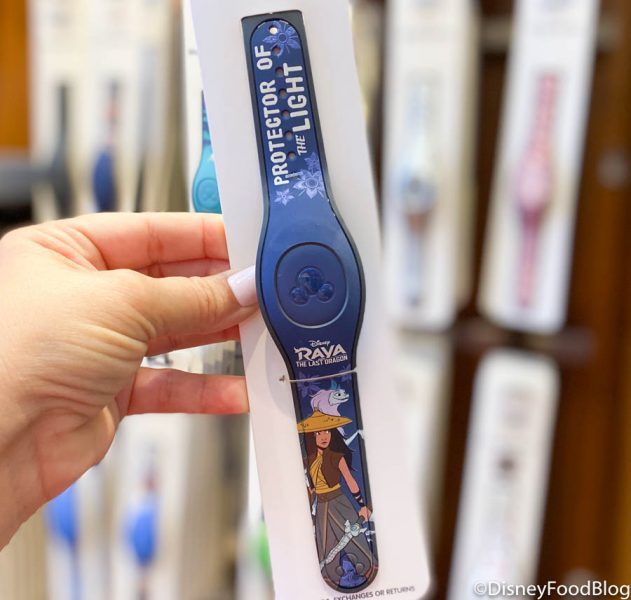 PROTECTOR OF
THE LIGHT
Disney
RAYA
THE LAST DRAGON
EXCHANGES OR RETURNS
©DisneyFoodBlog